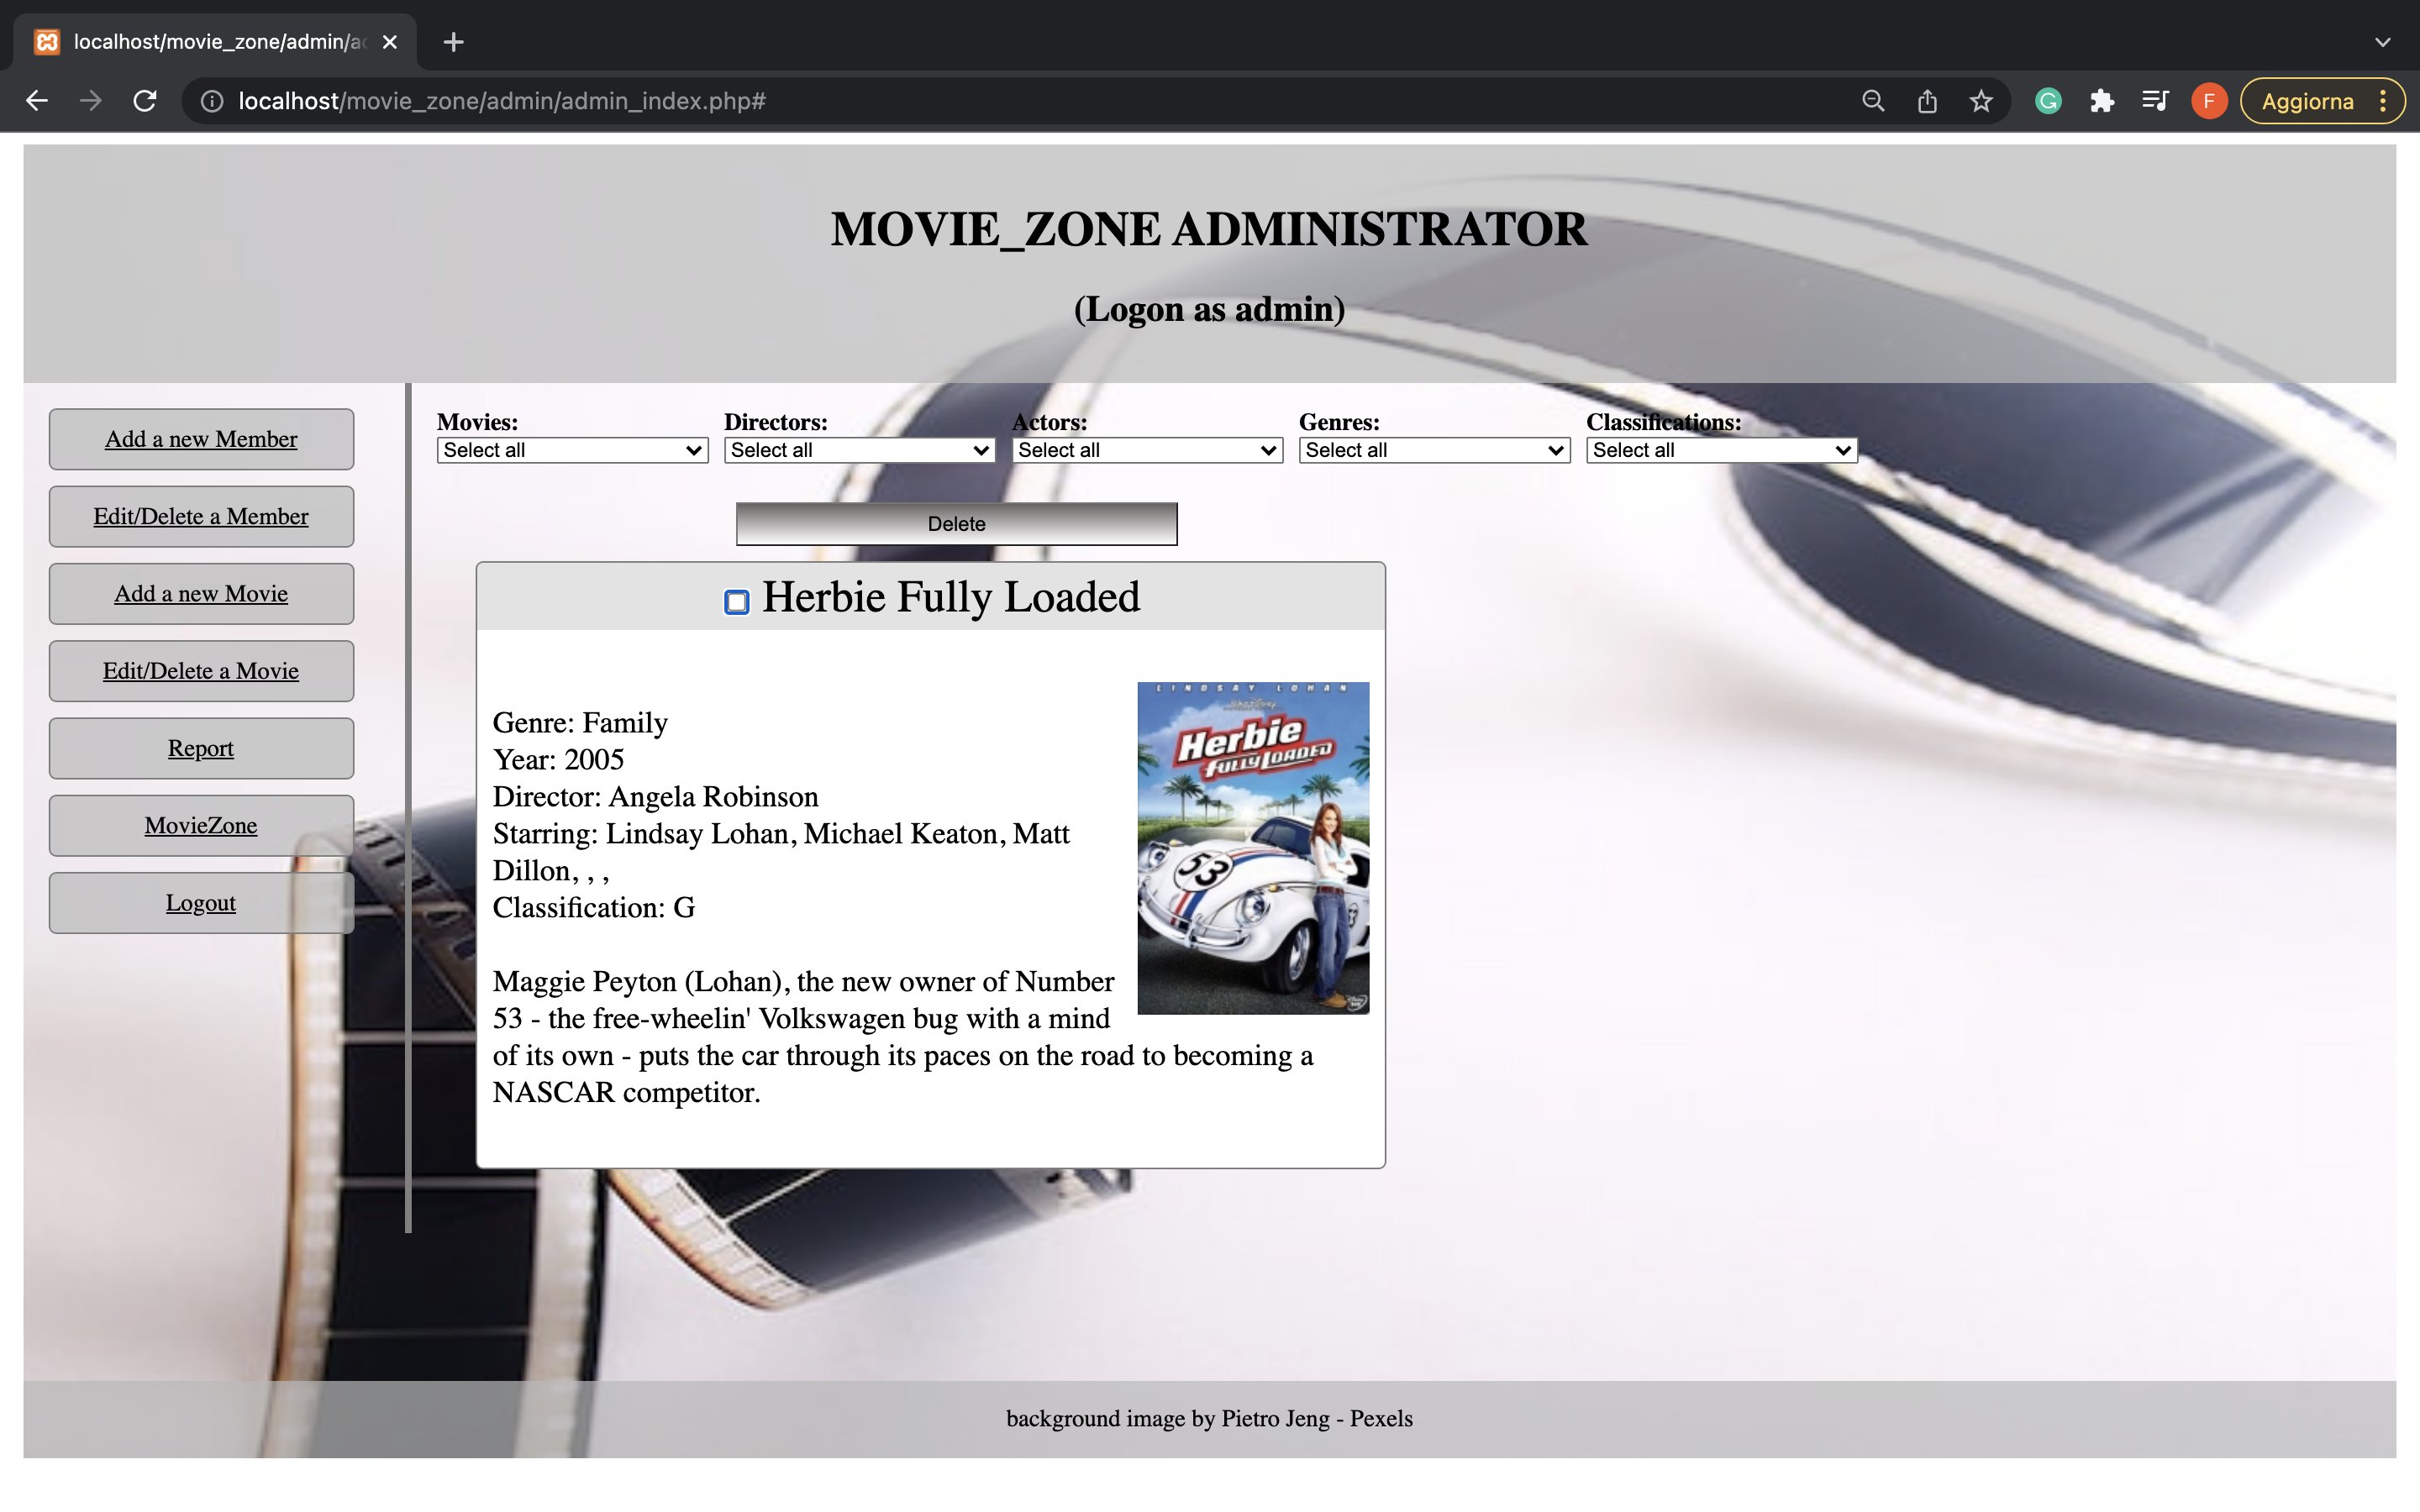 localhost/movie_zone/admin/a
localhost/movie_zone/admin/admin_index.php#
G
F
Aggiorna
MOVIE_ZONE ADMINISTRATOR
(Logon as admin)
Add a new Member
Edit/Delete a Member
Add a new Movie
Edit/Delete a Movie
Report
MovieZone
Logout
Movies: Directors: Actors: Genres: Classifications:
Select all Select all Select all Select all Select all
Delete
Herbie Fully Loaded
Genre: Family
Year: 2005
Director: Angela Robinson
Starring: Lindsay Lohan, Michael Keaton, Matt
Dillon, , ,
Classification: G
Maggie Peyton (Lohan), the new owner of Number
53 - the free-wheelin' Volkswagen bug with a mind
of its own - puts the car through its paces on the road to becoming a
NASCAR competitor.
LINDSAY LOHAN
Herbie
FULLY LOADED
53
background image by Pietro Jeng - Pexels